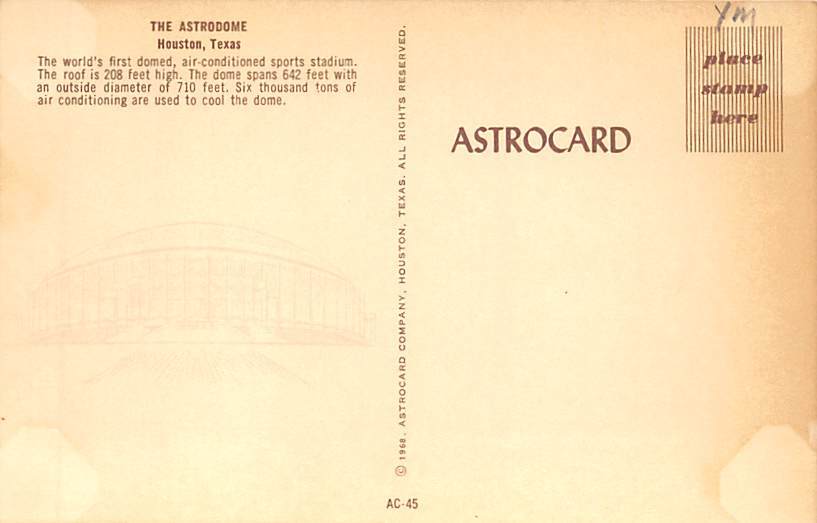 THE ASTRODOME
Houston, Texas
The world's first domed, air-conditioned sports stadium.
The roof is 208 feet high. The dome spans 642 feet with
an outside diameter of 710 feet. Six thousand tons of
air conditioning are used to cool the dome.
© 1968, ASTROCARD COMPANY, HOUSTON, TEXAS. ALL RIGHTS RESERVED.
AC-45
ASTROCARD
YM
place
stamp
here